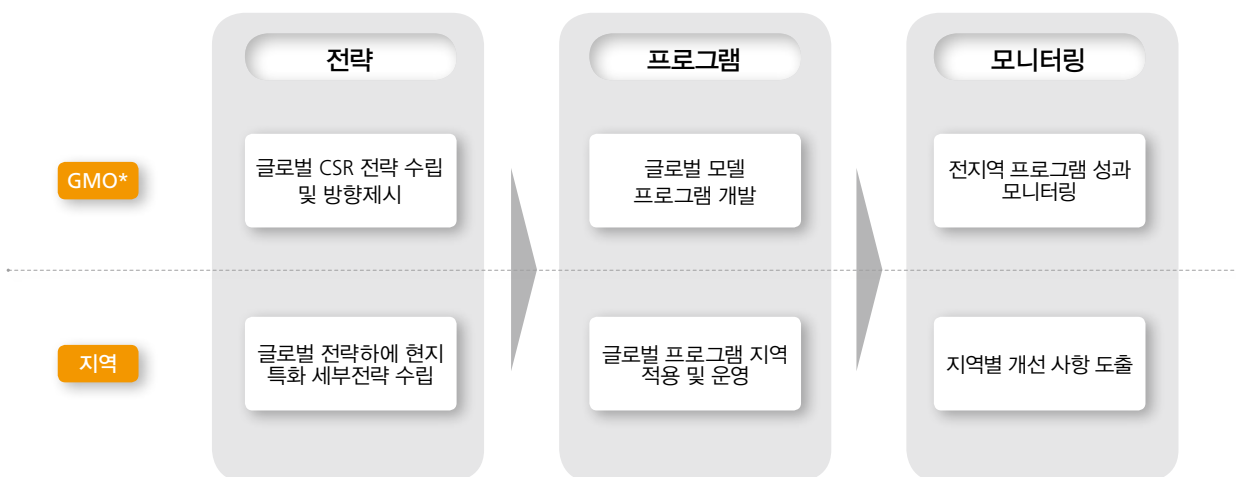 전략
프로그램
모니터링
GMO*
글로벌 CSR 전략 수립
및 방향제시
글로벌 모델
프로그램 개발
전지역 프로그램 성과
모니터링
지역
글로벌 전략하에 현지
특화 세부전략 수립
글로벌 프로그램 지역
적용 및 운영
지역별 개선 사항 도출